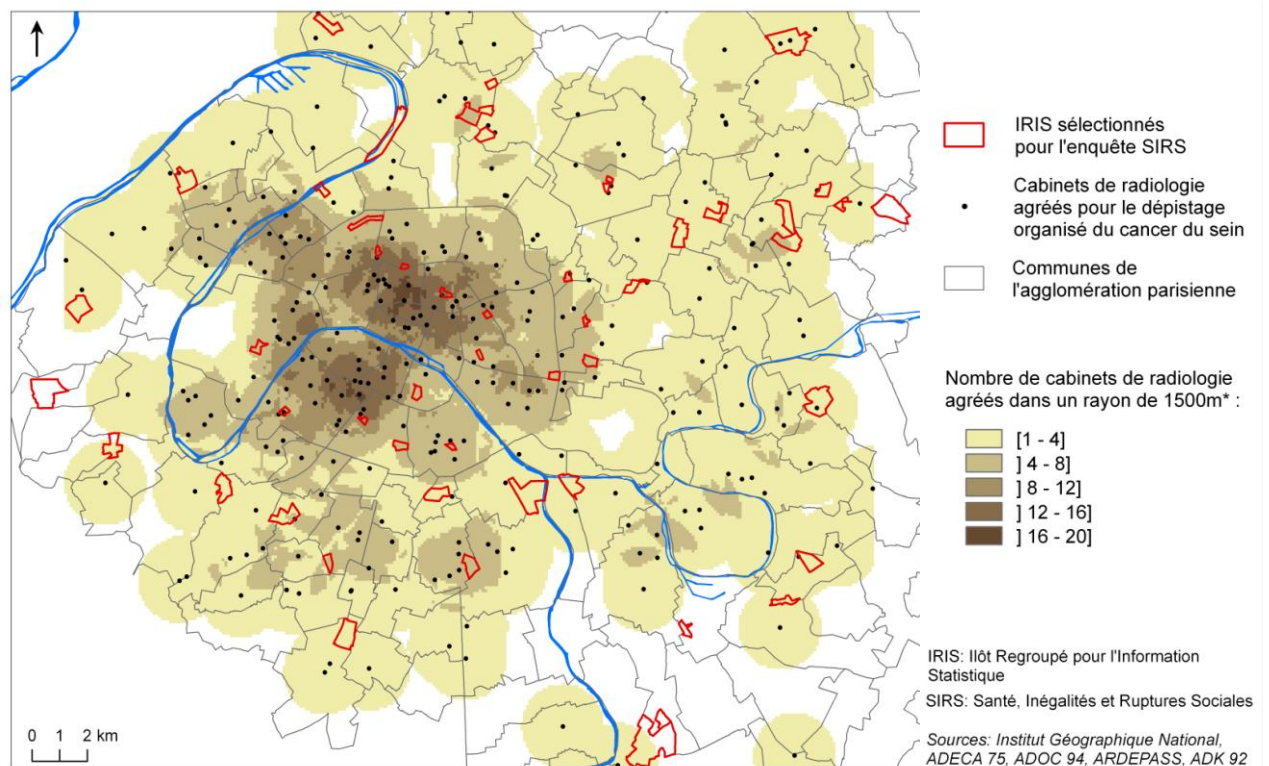 IRIS sélectionnés
pour l'enquête SIRS
Cabinets de radiologie
agréés pour le dépistage
organisé du cancer du sein
Communes de
l'agglomération parisienne
Nombre de cabinets de radiologie
agréés dans un rayon de 1500m* :
[1 - 4]
] 4 - 8]
] 8 - 12]
] 12 - 16]
] 16 - 20]
IRIS: Ilôt Regroupé pour l'Information
Statistique
SIRS: Santé, Inégalités et Ruptures Sociales
Sources: Institut Géographique National,
ADECA 75, ADOC 94, ARDEPASS, ADK 92
0 1 2 km